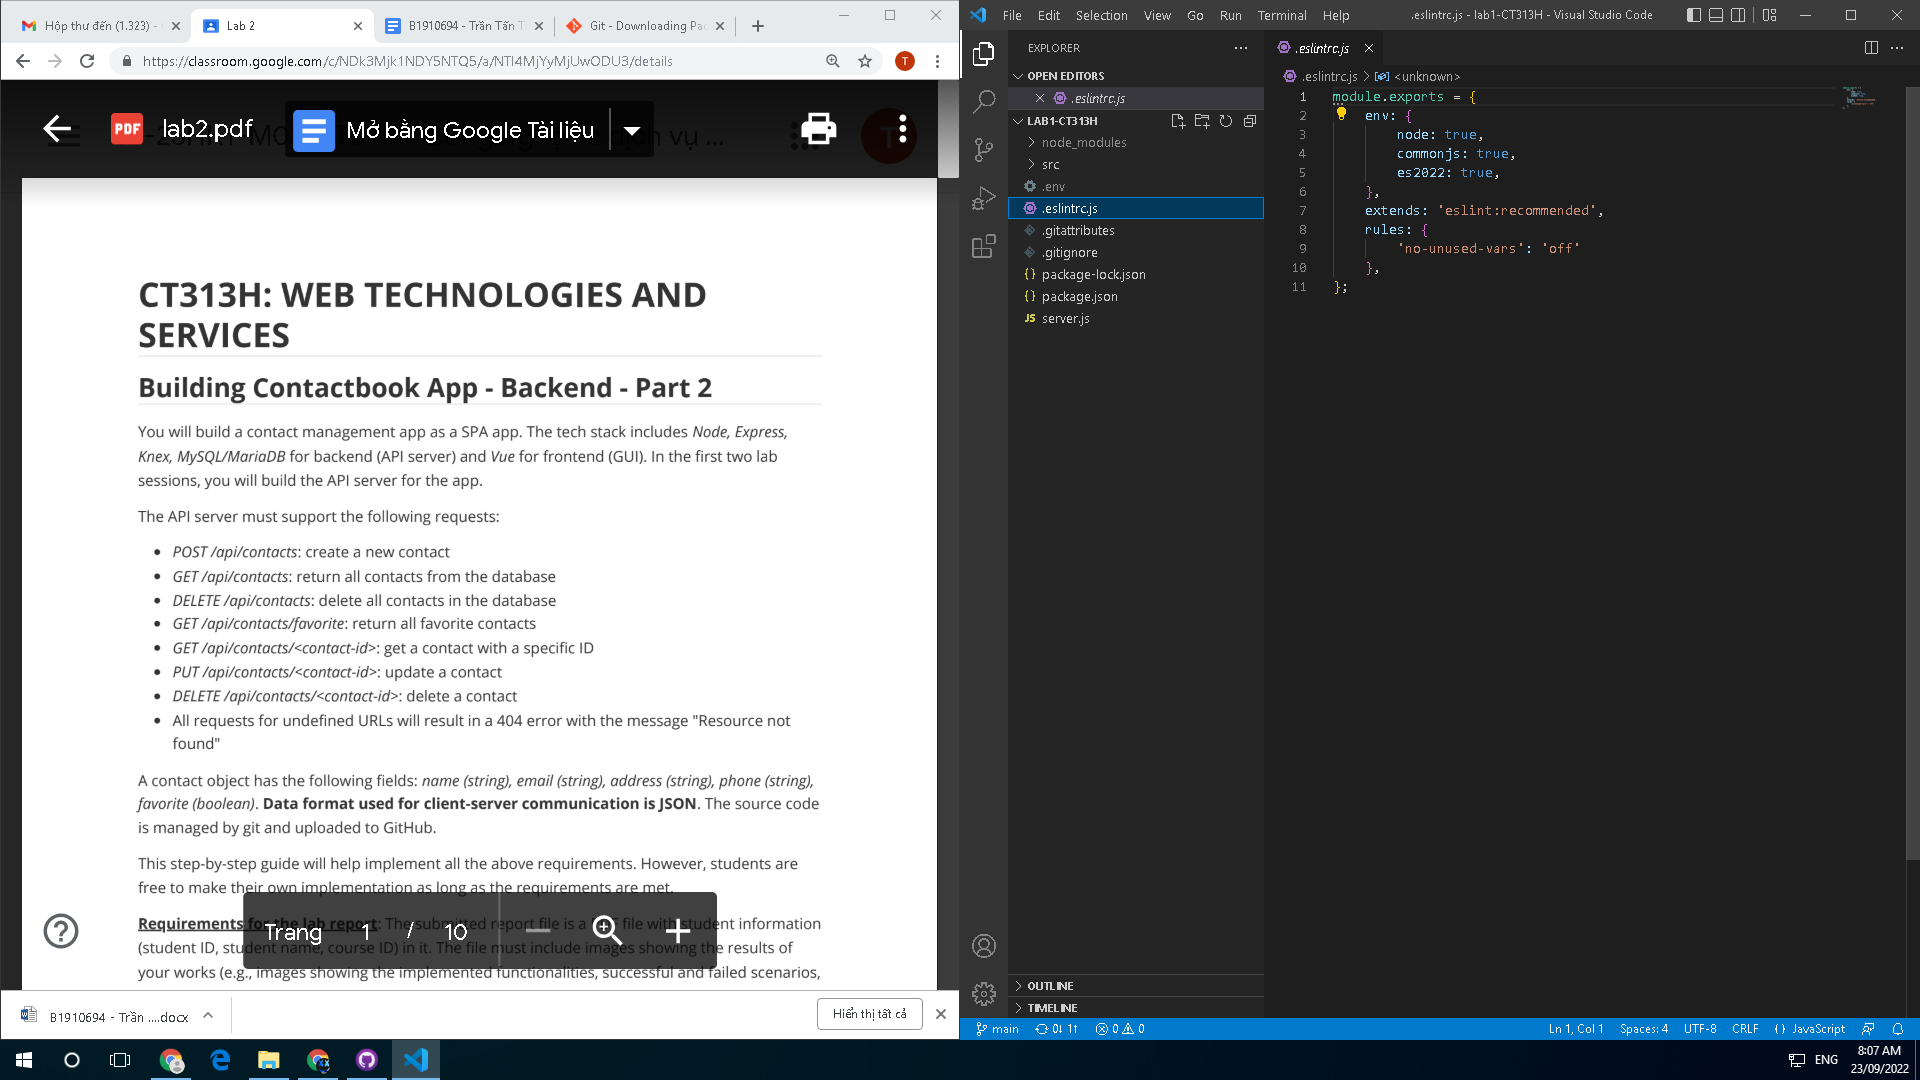 Hộp thư đến (1.323) -
Lab 2
B1910694 - Trần Tấn T
Git - Downloading Pac
https://classroom.google.com/c/NDk3Mjk1NDY5NTQ5/a/NTI4MjYyMjUwODU3/details
T
PDF
lab2.pdf
Mở bằng Google Tài liệu
CT313H: WEB TECHNOLOGIES AND
SERVICES
Building Contactbook App - Backend - Part 2
You will build a contact management app as a SPA app. The tech stack includes Node, Express,
Knex, MySQL/MariaDB for backend (API server) and Vue for frontend (GUI). In the first two lab
sessions, you will build the API server for the app.
The API server must support the following requests:
• POST /api/contacts: create a new contact
• GET /api/contacts: return all contacts from the database
• DELETE /api/contacts: delete all contacts in the database
• GET /api/contacts/favorite: return all favorite contacts
• GET /api/contacts/<contact-id>: get a contact with a specific ID
• PUT /api/contacts/<contact-id>: update a contact
• DELETE /api/contacts/<contact-id>: delete a contact
• All requests for undefined URLs will result in a 404 error with the message "Resource not
found"
A contact object has the following fields: name (string), email (string), address (string), phone (string),
favorite (boolean). Data format used for client-server communication is JSON. The source code
is managed by git and uploaded to GitHub.
This step-by-step guide will help implement all the above requirements. However, students are
free to make their own implementation as long as the requirements are met.
Requirements for the lab report: The submitted report file is a PDF file with student information
(student ID, student name, course ID) in it. The file must include images showing the results of
your works (e.g., images showing the implemented functionalities, successful and failed scenarios,
Trang 1 / 10
B1910694 - Trần ....docx
Hiển thị tất cả
File Edit Selection View Go Run Terminal Help
.eslintrc.js - lab1-CT313H - Visual Studio Code
EXPLORER
OPEN EDITORS
.eslintrc.js
LAB1-CT313H
node_modules
src
.env
.eslintrc.js
.gitattributes
.gitignore
package-lock.json
package.json
server.js
OUTLINE
TIMELINE
.eslintrc.js
.eslintrc.js > <unknown>
1 module.exports = {
2 env: {
3 node: true,
4 commonjs: true,
5 es2022: true,
6 },
7 extends: 'eslint:recommended',
8 rules: {
9 'no-unused-vars': 'off'
10 },
11 };
main 0↓ 1↑ 0 0
Ln 1, Col 1 Spaces: 4 UTF-8 CRLF {} JavaScript
ENG
8:07 AM
23/09/2022